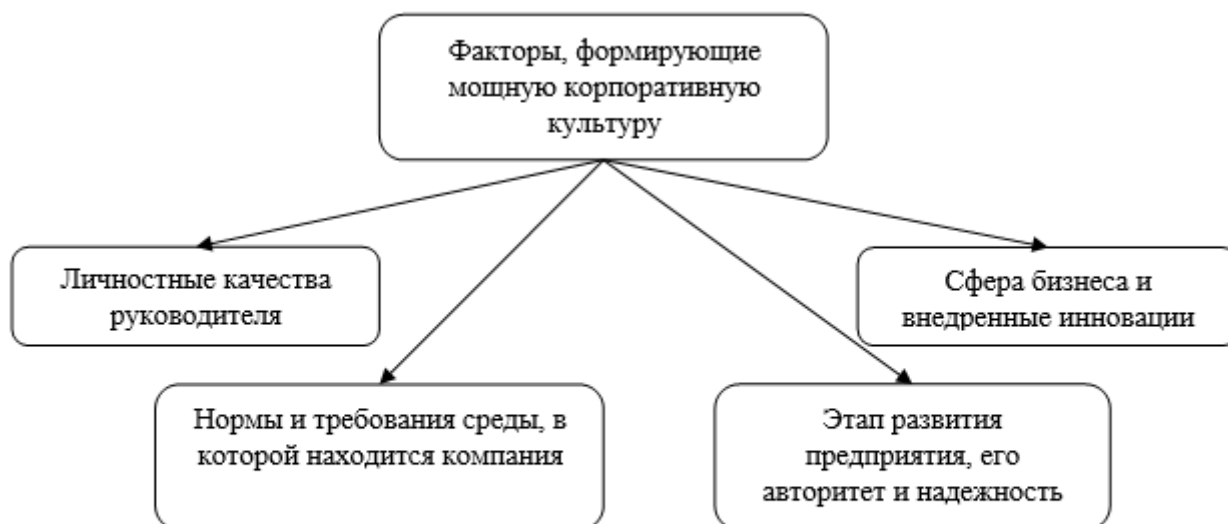 Факторы, формирующие
мощную корпоративную
культуру
Личностные качества
руководителя
Сфера бизнеса и
внедренные инновации
Нормы и требования среды, в
которой находится компания
Этап развития
предприятия, его
авторитет и надежность